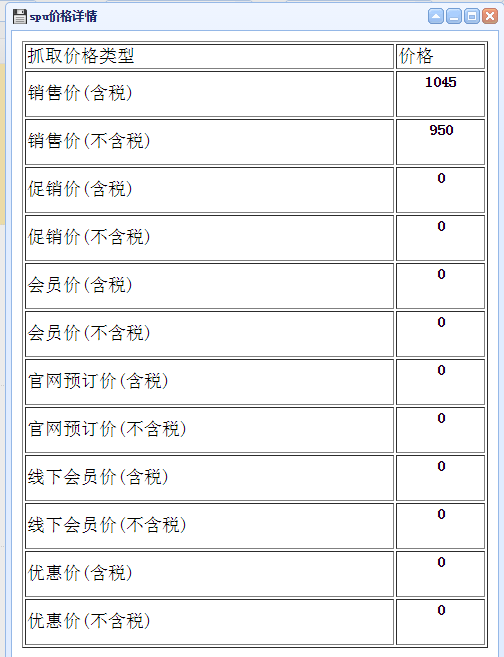 spu价格详情
抓取价格类型 价格
销售价(含税) 1045
销售价(不含税) 950
促销价(含税) 0
促销价(不含税) 0
会员价(含税) 0
会员价(不含税) 0
官网预订价(含税) 0
官网预订价(不含税) 0
线下会员价(含税) 0
线下会员价(不含税) 0
优惠价(含税) 0
优惠价(不含税) 0